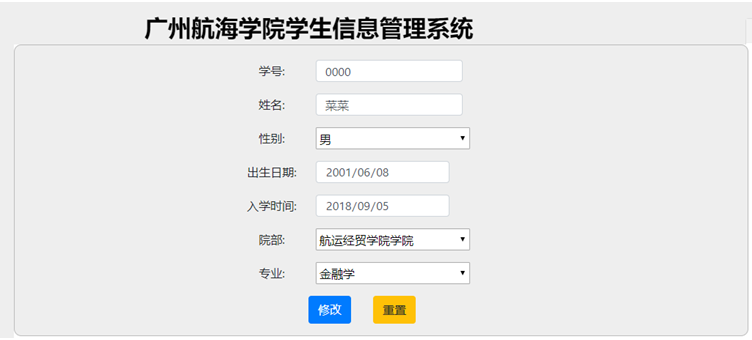 广州航海学院学生信息管理系统
学号: 0000
姓名: 菜菜
性别: 男
出生日期: 2001/06/08
入学时间: 2018/09/05
院部: 航运经贸学院学院
专业: 金融学
修改 重置